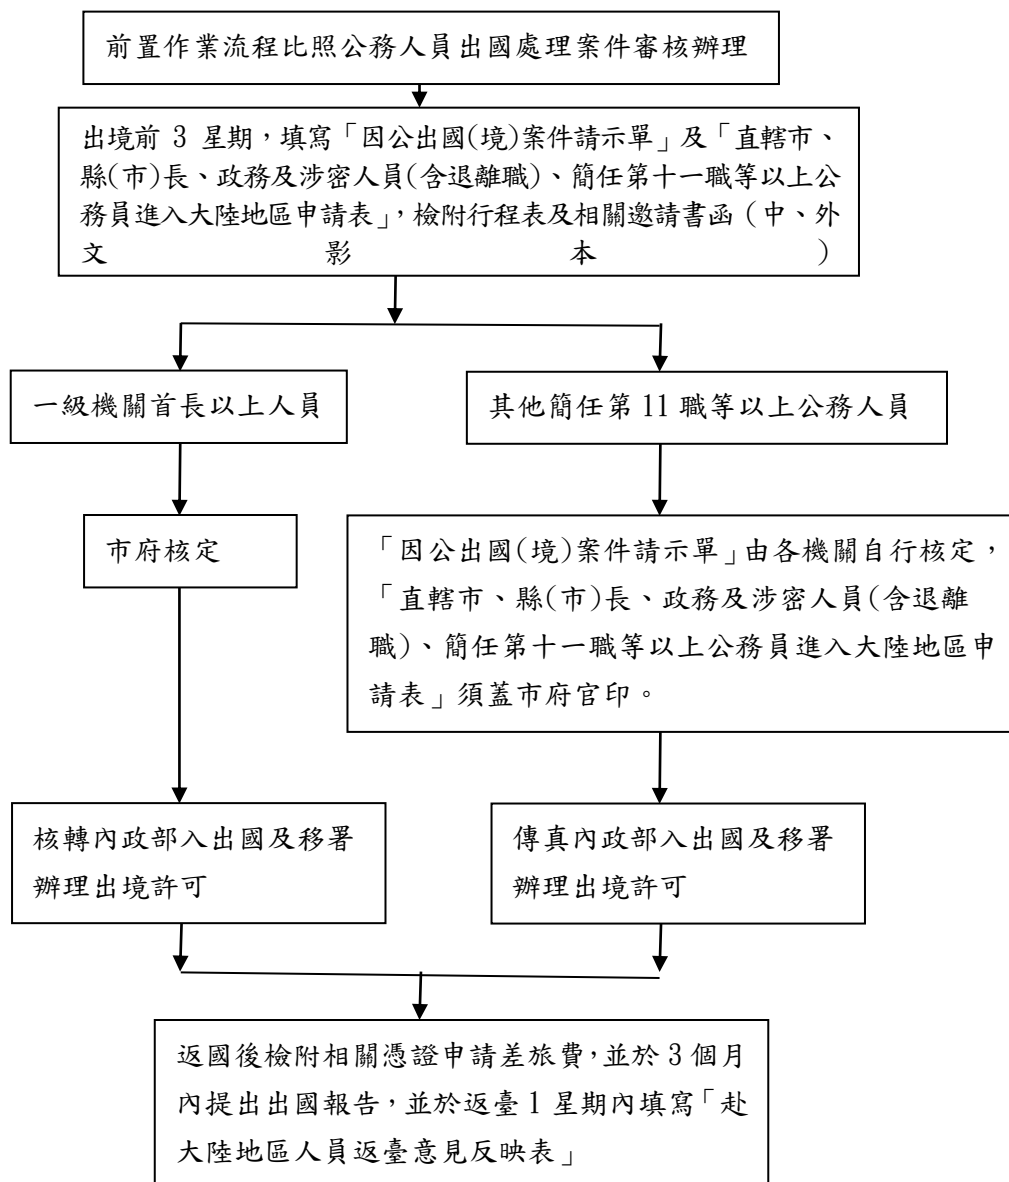 前置作業流程比照公務人員出國處理案件審核辦理
出境前 3 星期，填寫「因公出國(境)案件請示單」及「直轄市、
縣(市)長、政務及涉密人員(含退離職)、簡任第十一職等以上公
務員進入大陸地區申請表」，檢附行程表及相關邀請書函（中、外
文影本）
一級機關首長以上人員
其他簡任第 11 職等以上公務人員
市府核定
「因公出國(境)案件請示單」由各機關自行核定，
「直轄市、縣(市)長、政務及涉密人員(含退離
職)、簡任第十一職等以上公務員進入大陸地區申
請表」須蓋市府官印。
核轉內政部入出國及移署
辦理出境許可
傳真內政部入出國及移署
辦理出境許可
返國後檢附相關憑證申請差旅費，並於 3 個月
內提出出國報告，並於返臺 1 星期內填寫「赴
大陸地區人員返臺意見反映表」